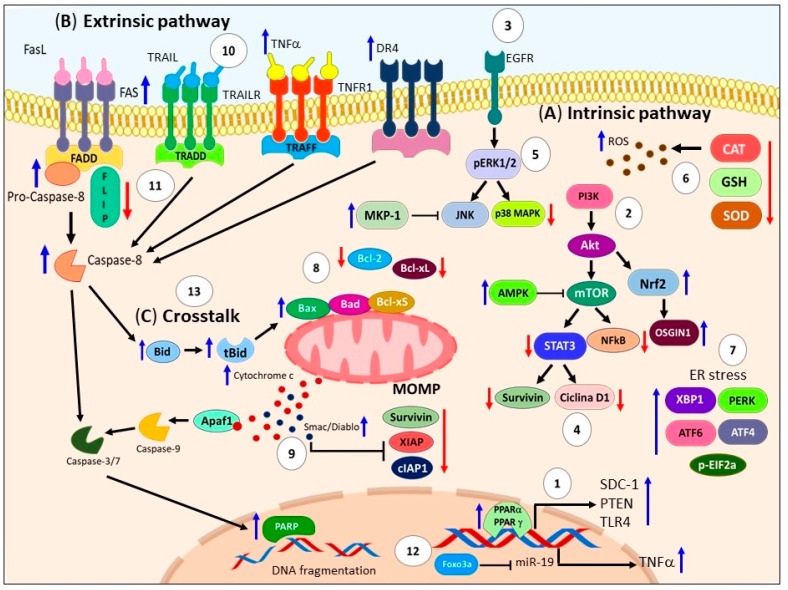 (B) Extrinsic pathway
FasL
FAS
TRAIL
10
TRAILR
TNFα
TNFR1
DR4
3
EGFR
(A) Intrinsic pathway
FADD
TRADD
TRAFF
Pro-Caspase-8
FLIP
11
Caspase-8
pERK1/2
5
MKP-1
JNK
p38 MAPK
ROS
CAT
GSH
SOD
6
PI3K
2
Akt
AMPK
mTOR
Nrf2
STAT3
NFkB
OSGIN1
Survivin
Ciclina D1
4
7
ER stress
XBP1
PERK
ATF6
ATF4
p-EIF2a
8
Bcl-2
Bcl-xL
13
(C) Crosstalk
Bax
Bad
Bcl-xS
Bid
tBid
Cytochrome c
MOMP
Apaf1
Caspase-9
Caspase-3/7
Smac/Diablo
9
Survivin
XIAP
cIAP1
1
PPARα
PPAR γ
SDC-1
PTEN
TLR4
PARP
DNA fragmentation
12
Foxo3a
miR-19
TNFα